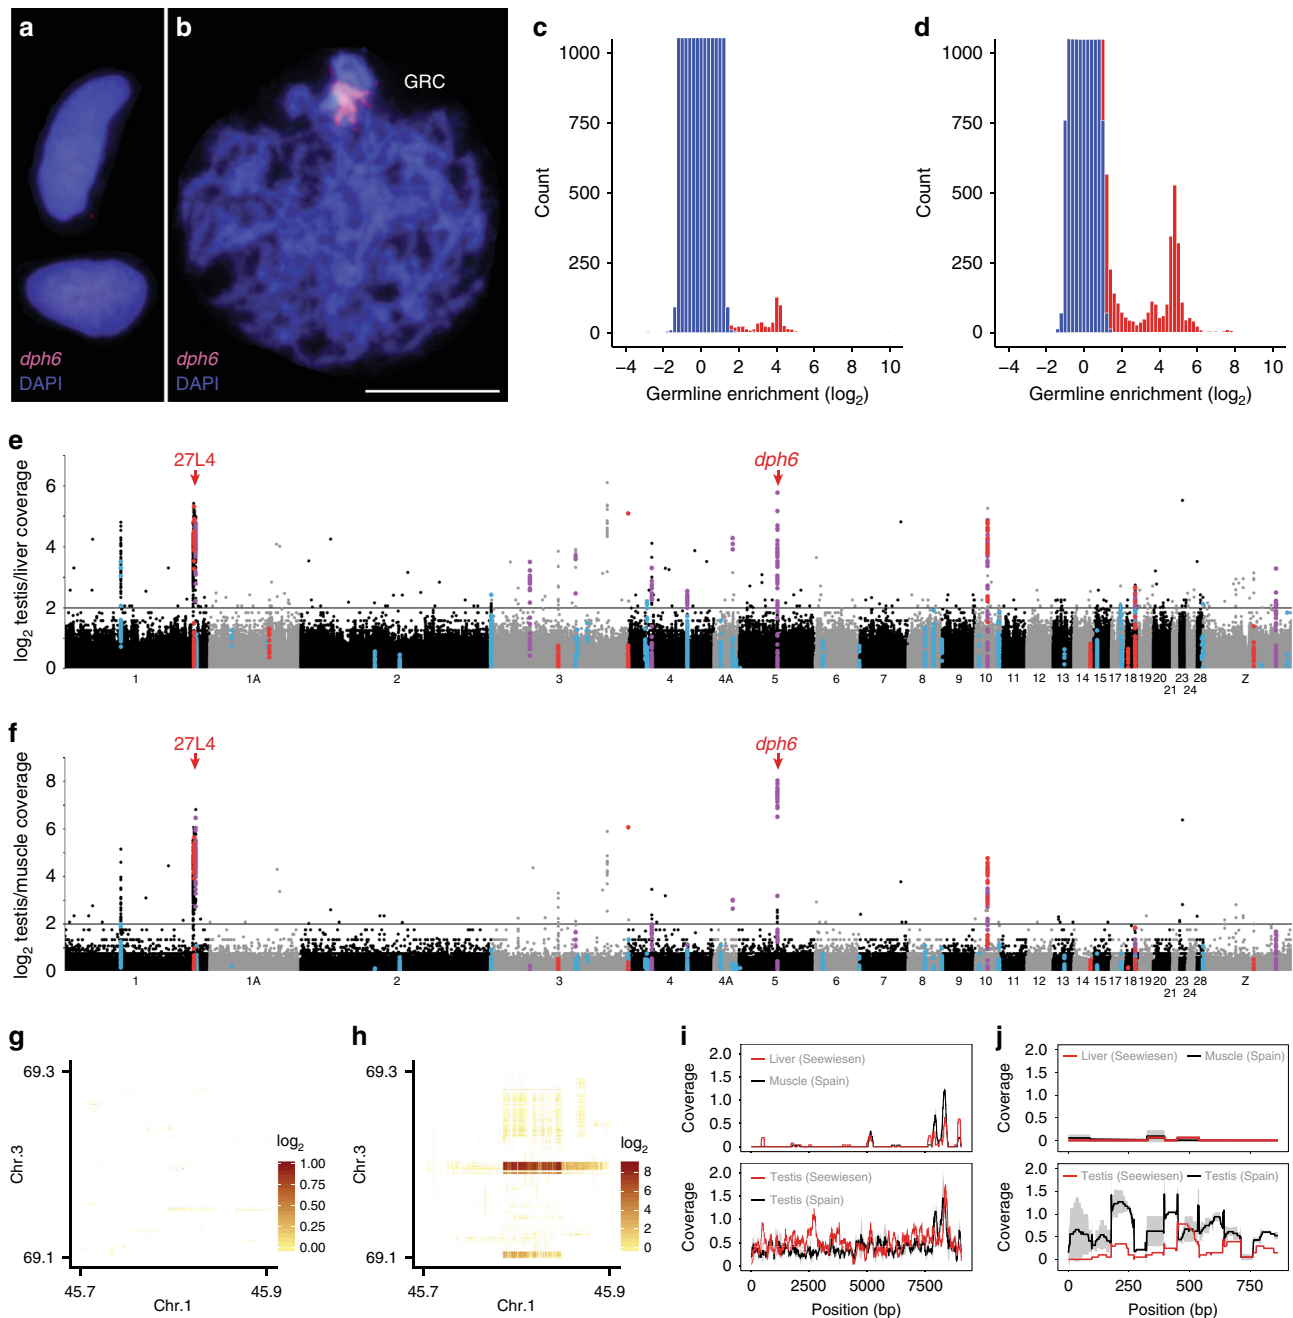 a
b
GRC
dph6
DAPI
dph6
DAPI
c
1000
750
500
250
0
Count
−4 −2 0 2 4 6 8 10
Germline enrichment (log2)
d
1000
750
500
250
0
Count
−4 −2 0 2 4 6 8 10
Germline enrichment (log2)
e
27L4
dph6
log2 testis/liver coverage
6
4
2
0
1 1A 2 3 4 4A 5 6 7 8 9 10 11 12 13 14 15 17 18 19 20 21 23 24 28 Z
f
27L4
dph6
log2 testis/muscle coverage
8
6
4
2
0
1 1A 2 3 4 4A 5 6 7 8 9 10 11 12 13 14 15 17 18 19 20 21 23 24 28 Z
g
69.3
Chr.3
69.1
45.7
45.9
Chr.1
log2
1.00
0.75
0.50
0.25
0.00
h
69.3
Chr.3
69.1
45.7
45.9
Chr.1
log2
8
6
4
2
0
i
2.0
1.5
1.0
0.5
0
Coverage
Liver (Seewiesen)
Muscle (Spain)
2.0
1.5
1.0
0.5
0
Coverage
Testis (Seewiesen)
Testis (Spain)
0 2500 5000 7500
Position (bp)
j
2.0
1.5
1.0
0.5
0
Coverage
Liver (Seewiesen)
Muscle (Spain)
2.0
1.5
1.0
0.5
0
Coverage
Testis (Seewiesen)
Testis (Spain)
0 250 500 750
Position (bp)